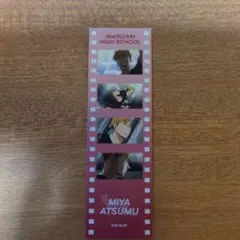 INARIZAKI
HIGH SCHOOL
MIYA
ATSUMU